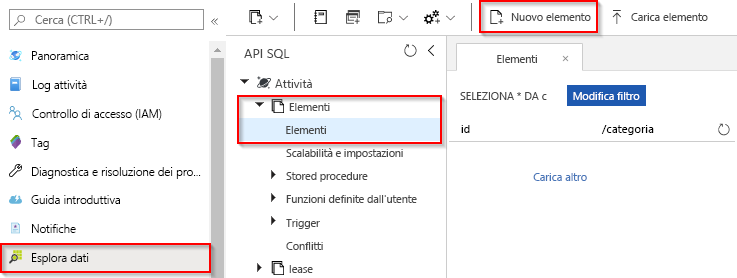 Cerca (CTRL+/)
Panoramica
Log attività
Controllo di accesso (IAM)
Tag
Diagnostica e risoluzione dei pro...
Guida introduttiva
Notifiche
Esplora dati
Nuovo elemento
Carica elemento
API SQL
Attività
Elementi
Elementi
Scalabilità e impostazioni
Stored procedure
Funzioni definite dall'utente
Trigger
Conflitti
lease
Elementi
SELEZIONA * DA c
Modifica filtro
id /categoria
Carica altro